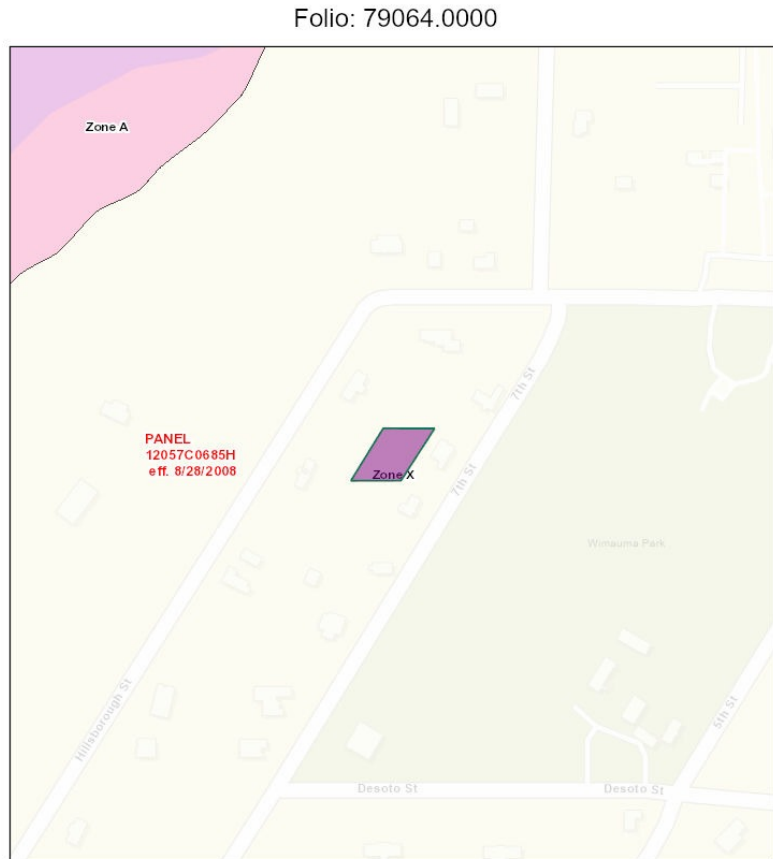 Folio: 79064.0000
Zone A
7th St
PANEL
12057C0685H
eff. 8/28/2008
Zone X
7th St
Wimauma Park
Hillsborough St
5th St
Desoto St
Desoto St